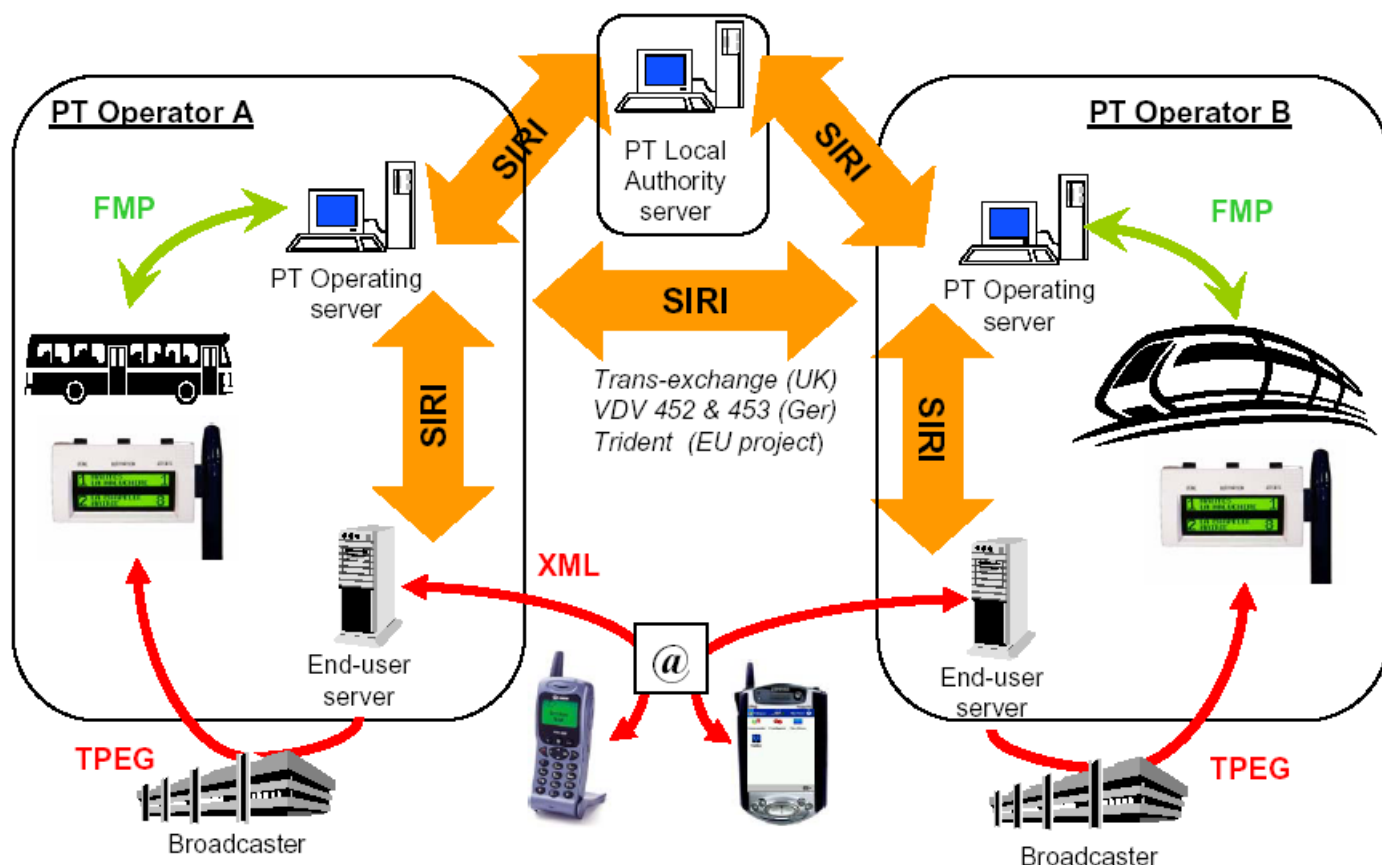 PT Operator A
FMP
PT Operating
server
SIRI
PT Local
Authority
server
SIRI
PT Operator B
FMP
PT Operating
server
SIRI
Trans-exchange (UK)
VDV 452 & 453 (Ger)
Trident (EU project)
SIRI
SIRI
XML
@
End-user
server
End-user
server
TPEG
Broadcaster
TPEG
Broadcaster